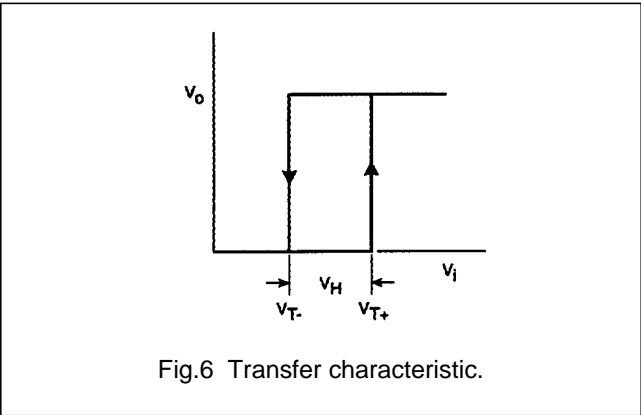 Vo
Vi
VH
VT-
VT+
Fig.6 Transfer characteristic.